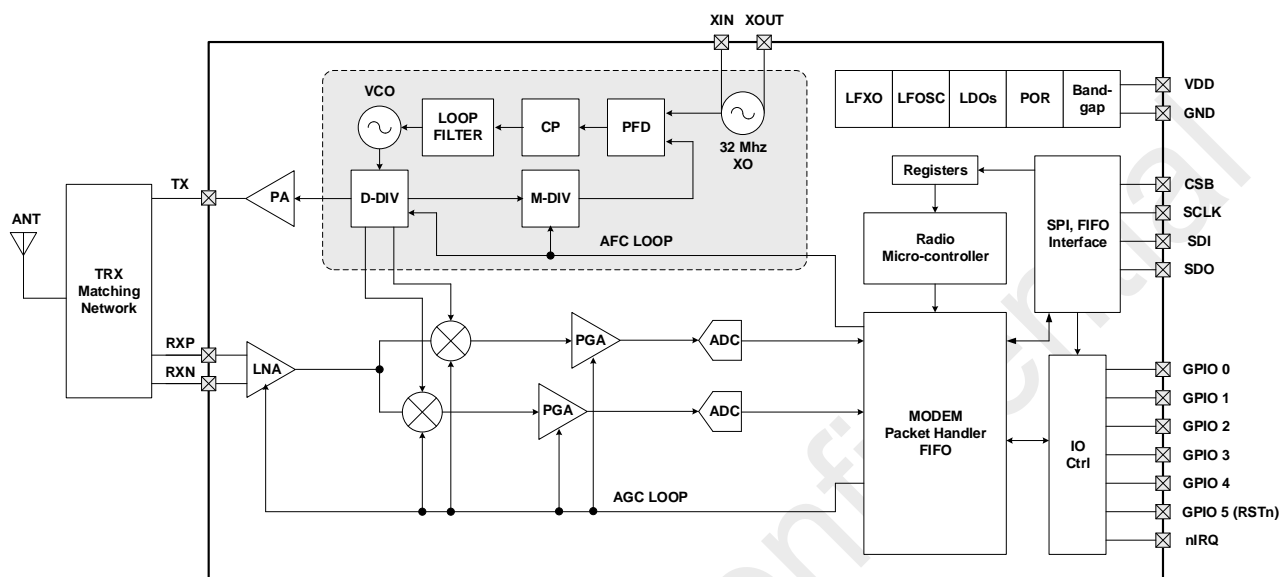 XIN XOUT
VCO
LOOP
FILTER
CP
PFD
32 Mhz
XO
LFXO
LFOSC
LDOs
POR
Band-
gap
VDD
GND
Registers
TX
PA
D-DIV
M-DIV
AFC LOOP
Radio
Micro-controller
SPI, FIFO
Interface
CSB
SCLK
SDI
SDO
ANT
TRX
Matching
Network
RXP
RXN
LNA
PGA
ADC
PGA
ADC
AGC LOOP
MODEM
Packet Handler
FIFO
IO
Ctrl
GPIO 0
GPIO 1
GPIO 2
GPIO 3
GPIO 4
GPIO 5 (RSTn)
nIRQ